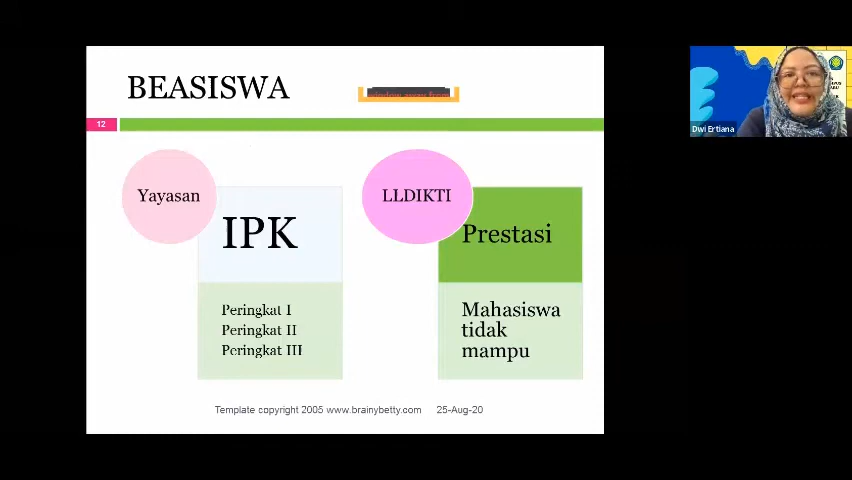 BEASISWA
12
Yayasan
IPK
Peringkat I
Peringkat II
Peringkat III
LLDIKTI
Prestasi
Mahasiswa
tidak
mampu
Template copyright 2005 www.brainybetty.com
25-Aug-20
Dwi Ertiana